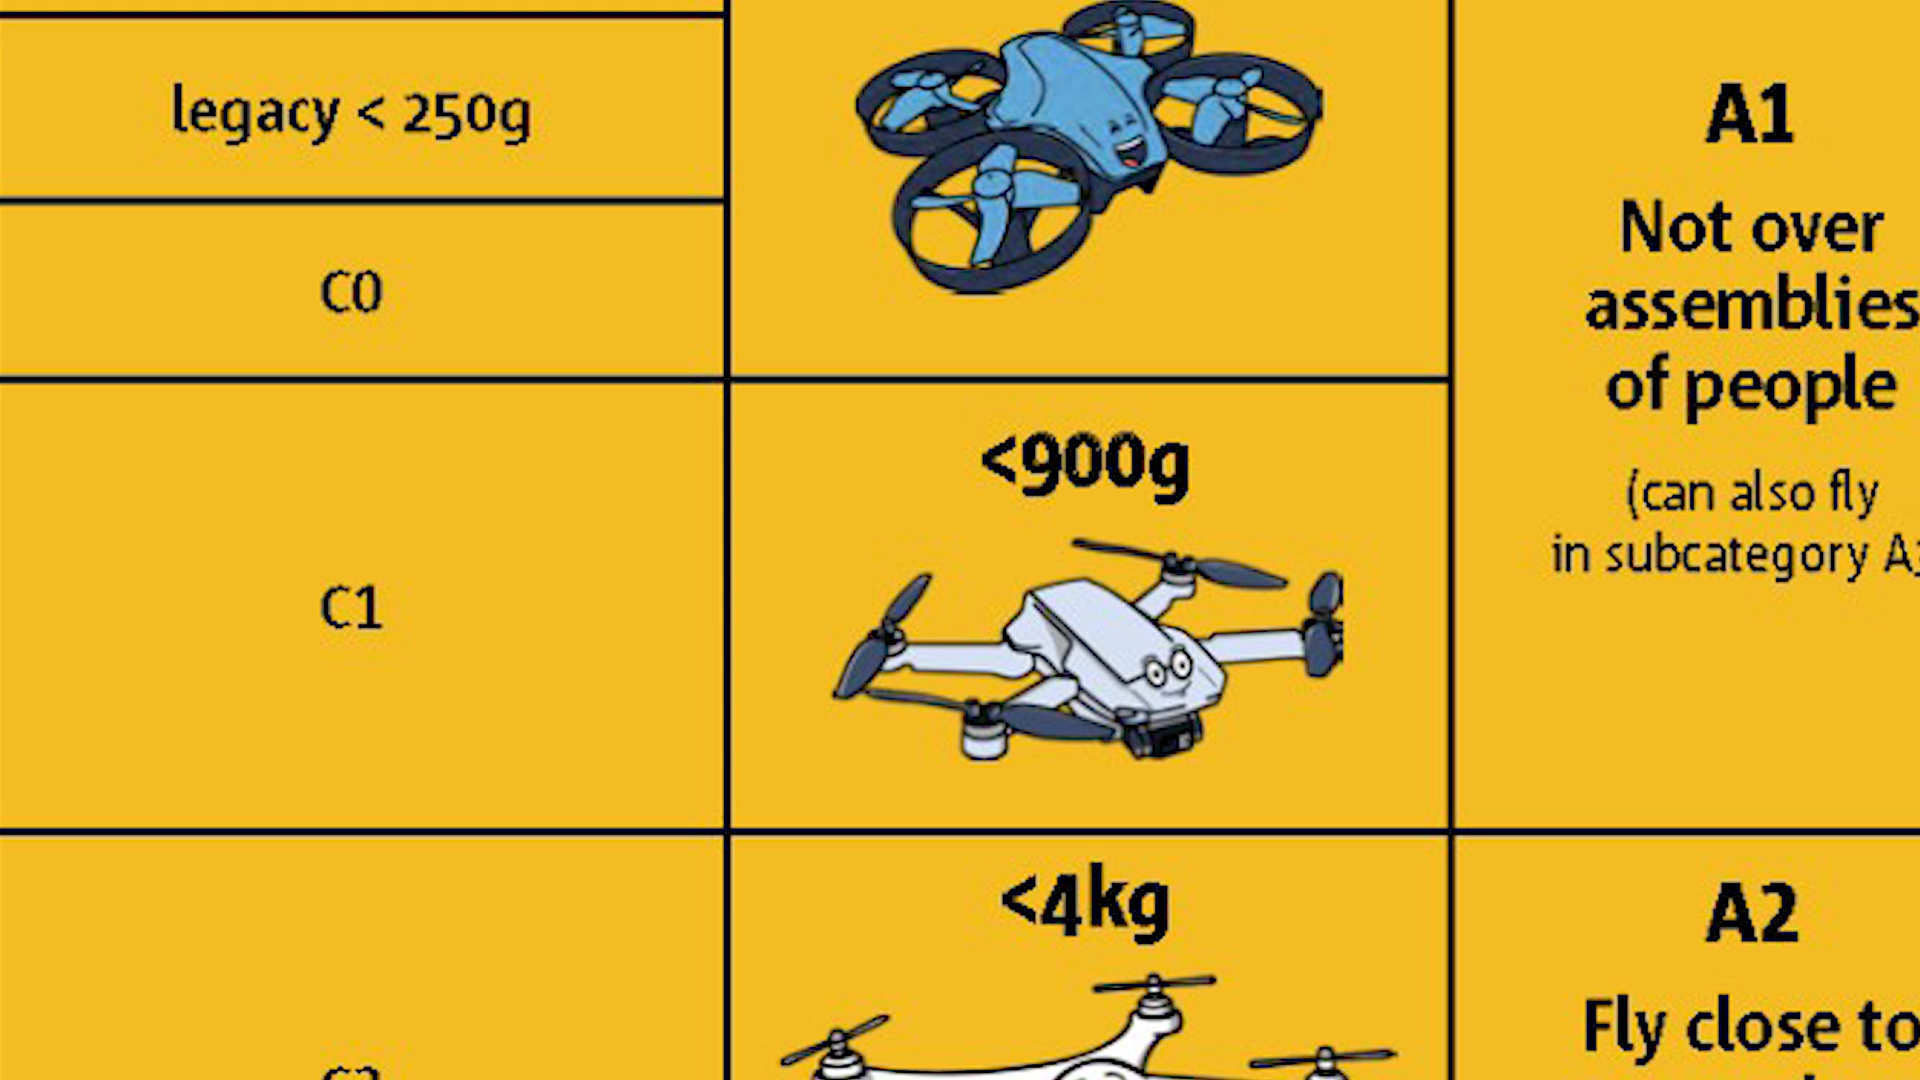 legacy < 250g
C0
A1
Not over
assemblies
of people
(can also fly
in subcategory
<900g
C1
<4kg
A2
Fly close to